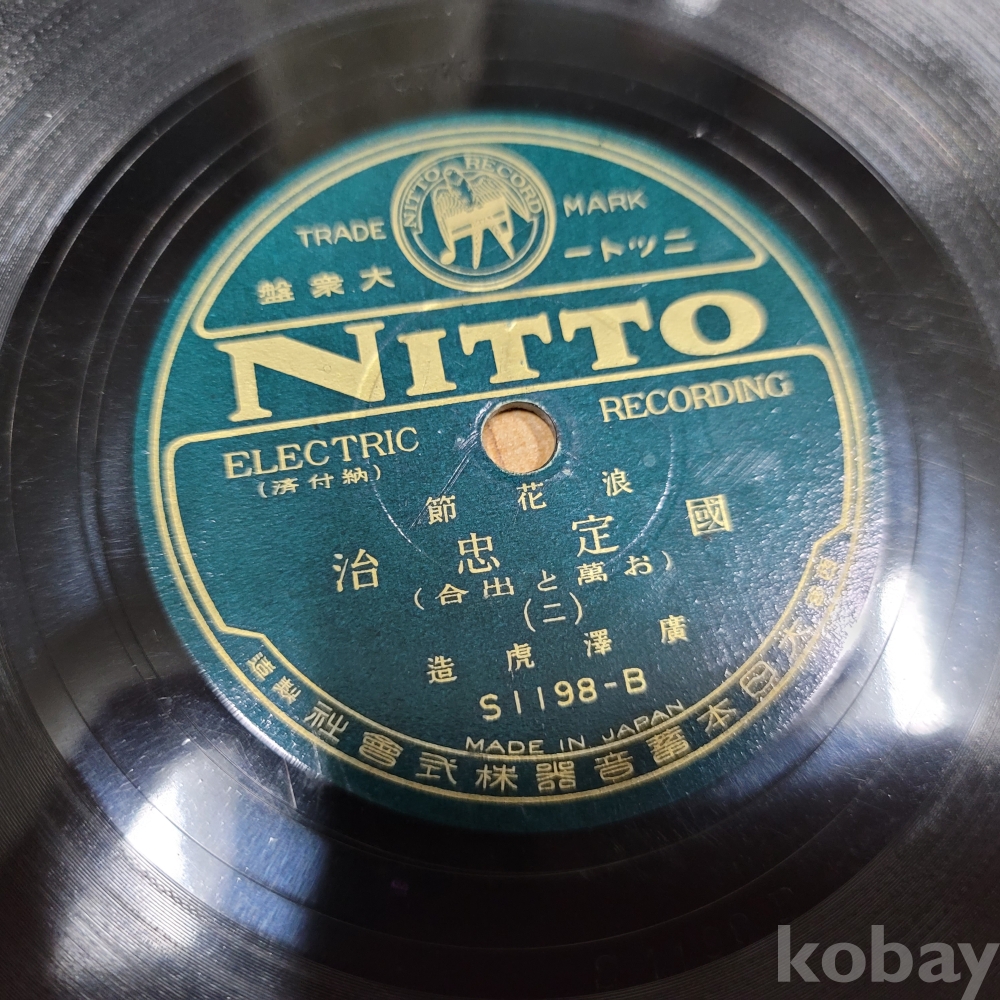 NITTO RECORD
TRADE MARK
ニツトー大衆盤
NITTO
ELECTRIC RECORDING
(納付済)
浪花節
國定忠治
(お萬と出合)
(二)
廣澤虎造
S1198-B
MADE IN JAPAN
大日本蓄音器株式會社
kobay